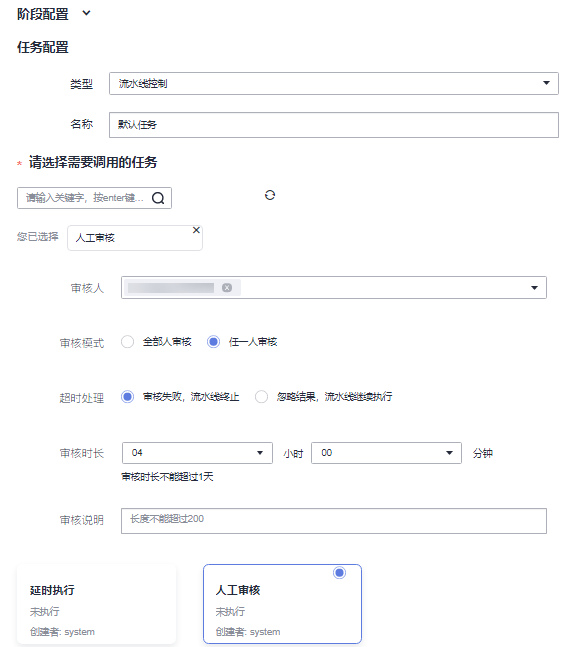 阶段配置
任务配置
类型 流水线控制
名称 默认任务
* 请选择需要调用的任务
请输入关键字，按enter键...
您已选择 人工审核
审核人
审核模式 全部人审核 任一人审核
超时处理 审核失败，流水线终止 忽略结果，流水线继续执行
审核时长 04 小时 00 分钟
审核时长不能超过1天
审核说明 长度不能超过200
延时执行 人工审核
未执行 未执行
创建者: system 创建者: system